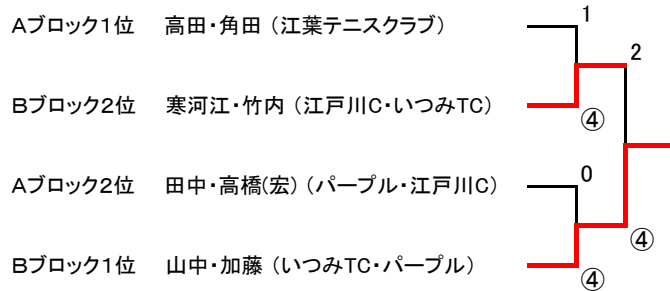 Aブロック1位 高田・角田 (江葉テニスクラブ)
1
2
Bブロック2位 寒河江・竹内 (江戸川C・いつみTC)
④
Aブロック2位 田中・高橋(宏) (パープル・江戸川C)
0
④
Bブロック1位 山中・加藤 (いつみTC・パープル)
④